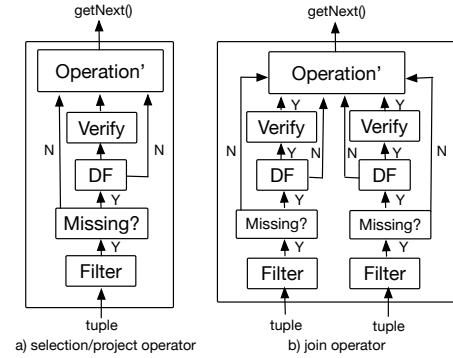 getNext()
Operation'
Verify
N
N
DF
Y
Missing?
Y
Filter
tuple
a) selection/project operator
getNext()
Operation'
Y
Y
Verify
Verify
N
Y
N
N
Y
N
DF
DF
Y
Y
Missing?
Missing?
Y
Y
Filter
Filter
tuple
tuple
b) join operator